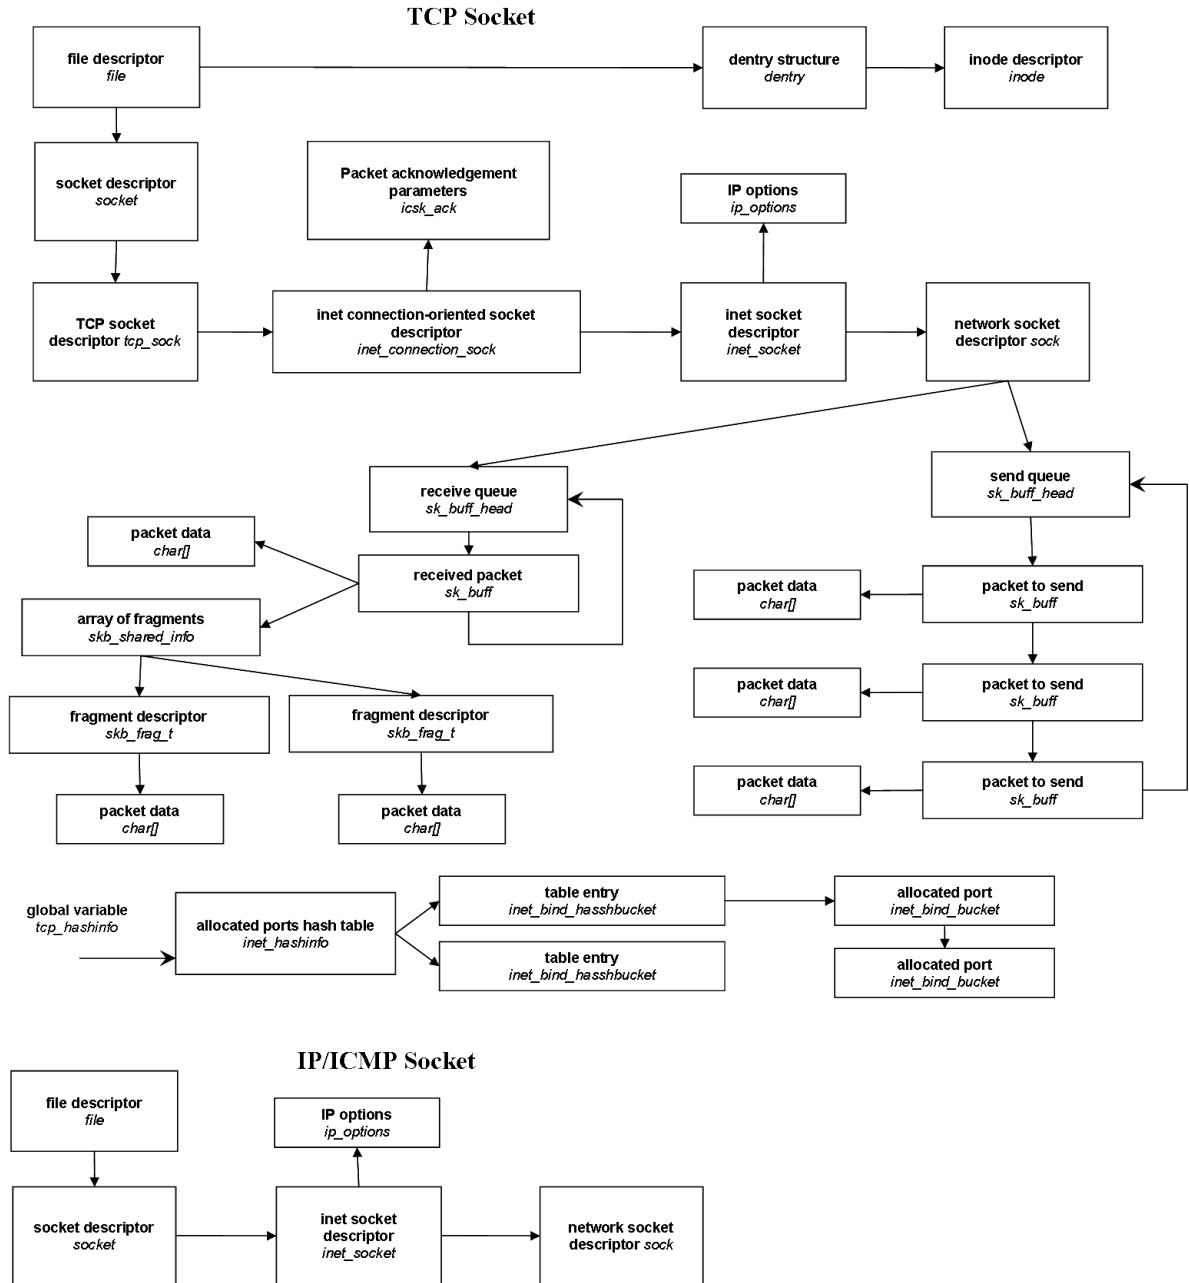 TCP Socket
file descriptor
file
dentry structure
dentry
inode descriptor
inode
socket descriptor
socket
Packet acknowledgement
parameters
icsk_ack
IP options
ip_options
TCP socket
descriptor tcp_sock
inet connection-oriented socket
descriptor
inet_connection_sock
inet socket
descriptor
inet_socket
network socket
descriptor sock
receive queue
sk_buff_head
send queue
sk_buff_head
packet data
char[]
received packet
sk_buff
packet data
char[]
packet to send
sk_buff
array of fragments
skb_shared_info
packet data
char[]
packet to send
sk_buff
fragment descriptor
skb_frag_t
fragment descriptor
skb_frag_t
packet data
char[]
packet to send
sk_buff
packet data
char[]
packet data
char[]
global variable
tcp_hashinfo
allocated ports hash table
inet_hashinfo
table entry
inet_bind_hasshbucket
allocated port
inet_bind_bucket
table entry
inet_bind_hasshbucket
allocated port
inet_bind_bucket
IP/ICMP Socket
file descriptor
file
IP options
ip_options
socket descriptor
socket
inet socket
descriptor
inet_socket
network socket
descriptor sock